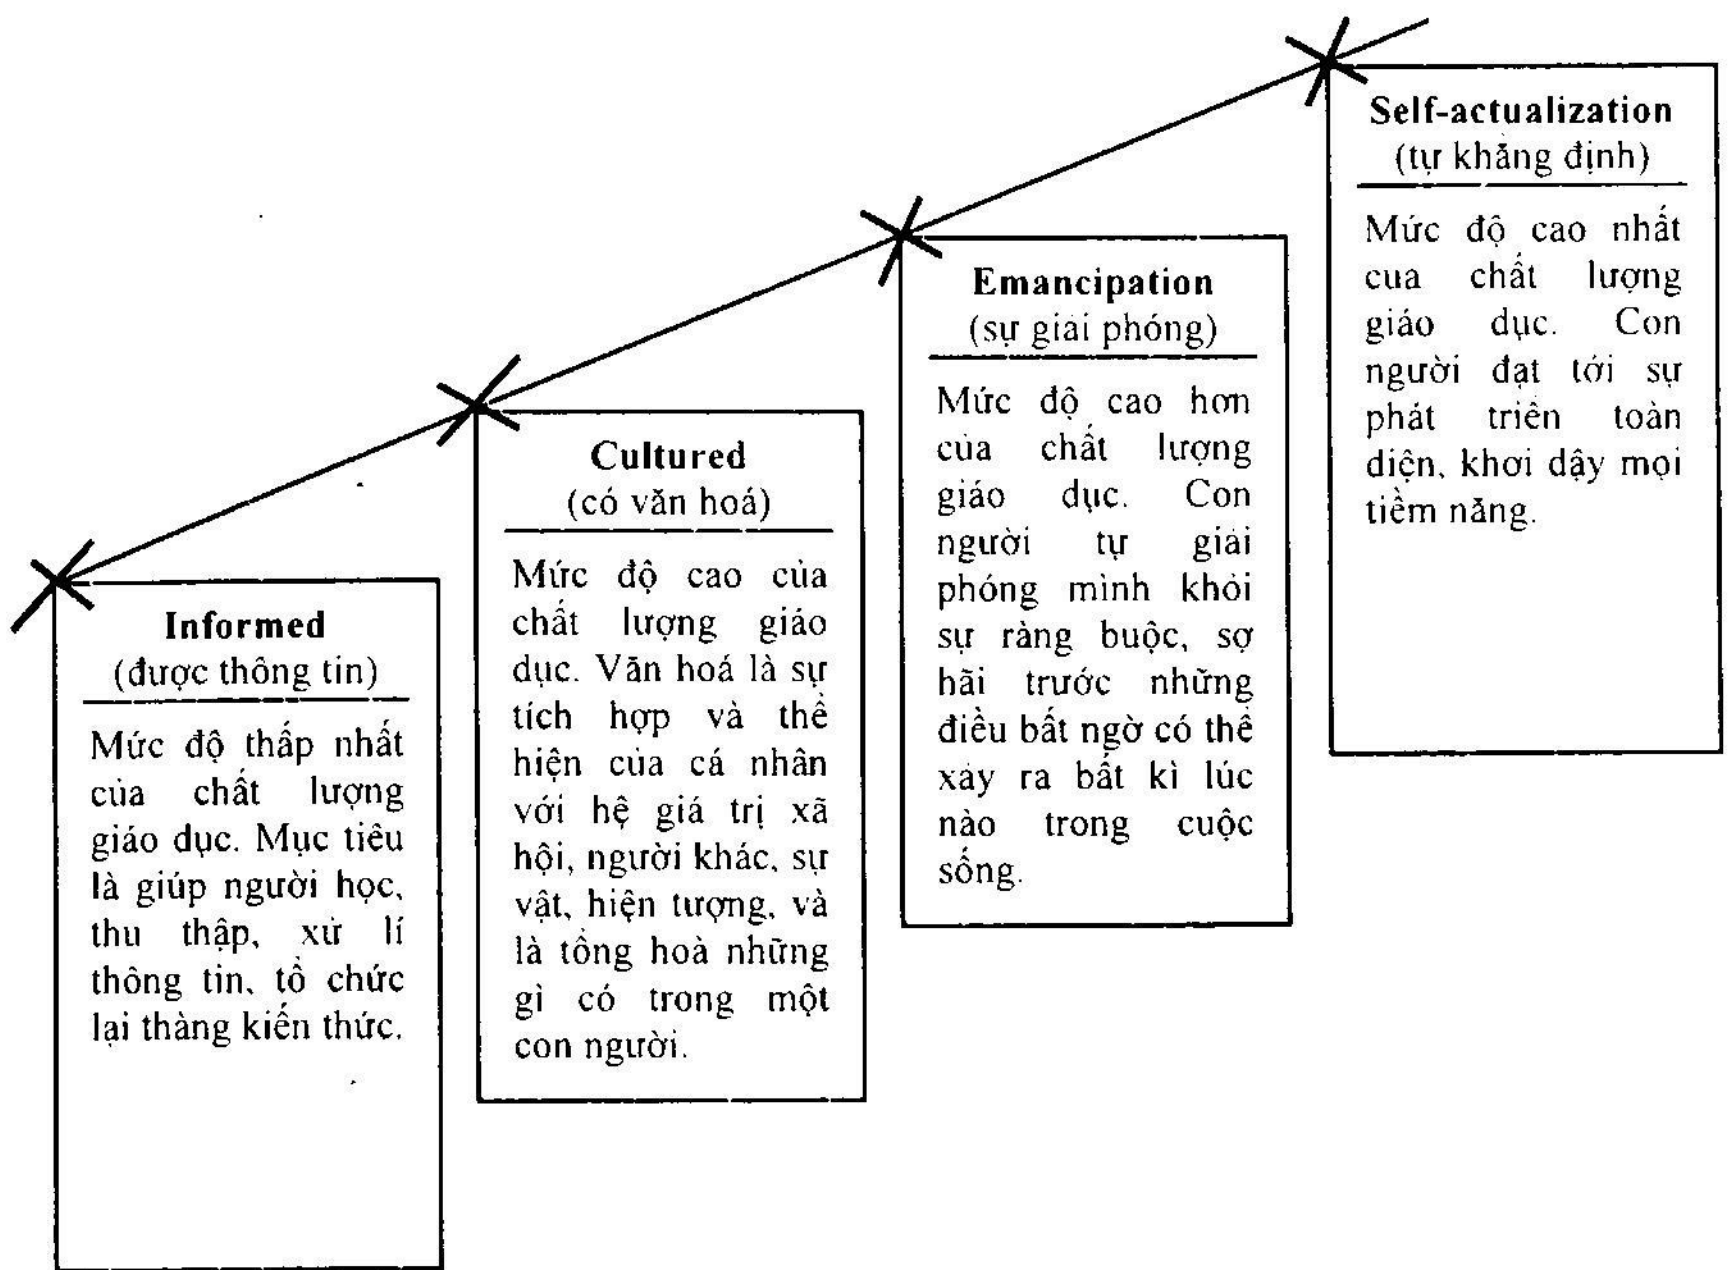 Informed
(được thông tin)
Mức độ thấp nhất
của chất lượng
giáo dục. Mục tiêu
là giúp người học,
thu thập, xử lí
thông tin, tổ chức
lại thàng kiến thức.
Cultured
(có văn hoá)
Mức độ cao của
chất lượng giáo
dục. Văn hoá là sự
tích hợp và thể
hiện của cá nhân
với hệ giá trị xã
hội, người khác, sự
vật, hiện tượng, và
là tổng hoà những
gì có trong một
con người.
Emancipation
(sự giải phóng)
Mức độ cao hơn
của chất lượng
giáo dục. Con
người tự giải
phóng mình khỏi
sự ràng buộc, sợ
hãi trước những
điều bất ngờ có thể
xảy ra bất kì lúc
nào trong cuộc
sống.
Self-actualization
(tự khẳng định)
Mức độ cao nhất
của chất lượng
giáo dục. Con
người đạt tới sự
phát triển toàn
diện, khơi dậy mọi
tiềm năng.